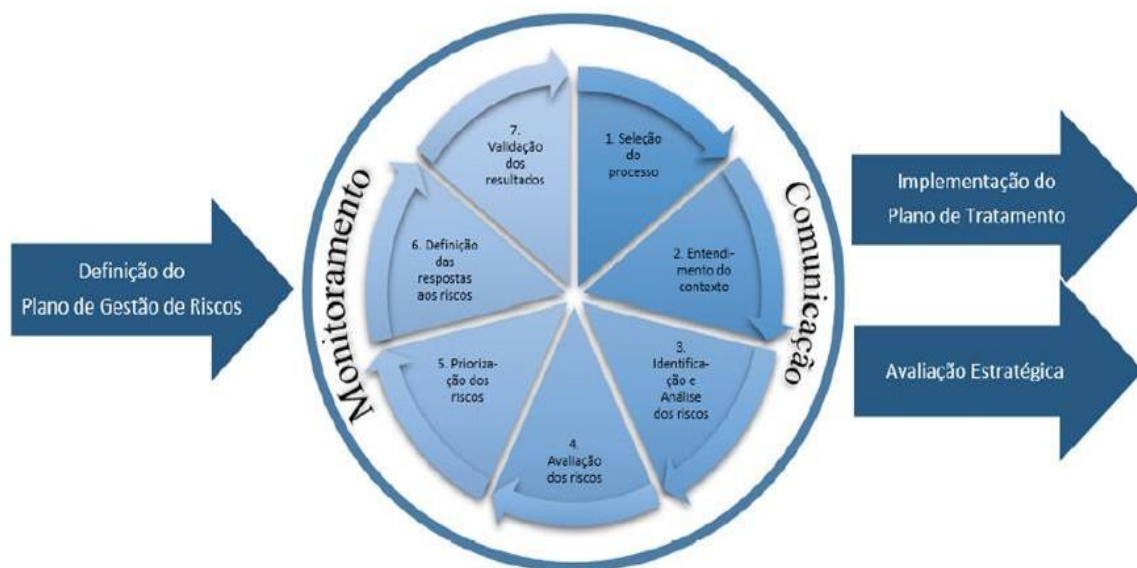 Definição do
Plano de Gestão de Riscos
Monitoramento
1. Seleção
do
processo
2. Entendi-
mento do
contexto
3.
Identifica-
ção e
Análise
dos riscos
4.
Avaliação
dos riscos
5. Prioriza-
ção dos
riscos
6. Definição
das
respostas
aos riscos
7.
Validação
dos
resultados
Comunicação
Implementação do
Plano de Tratamento
Avaliação Estratégica